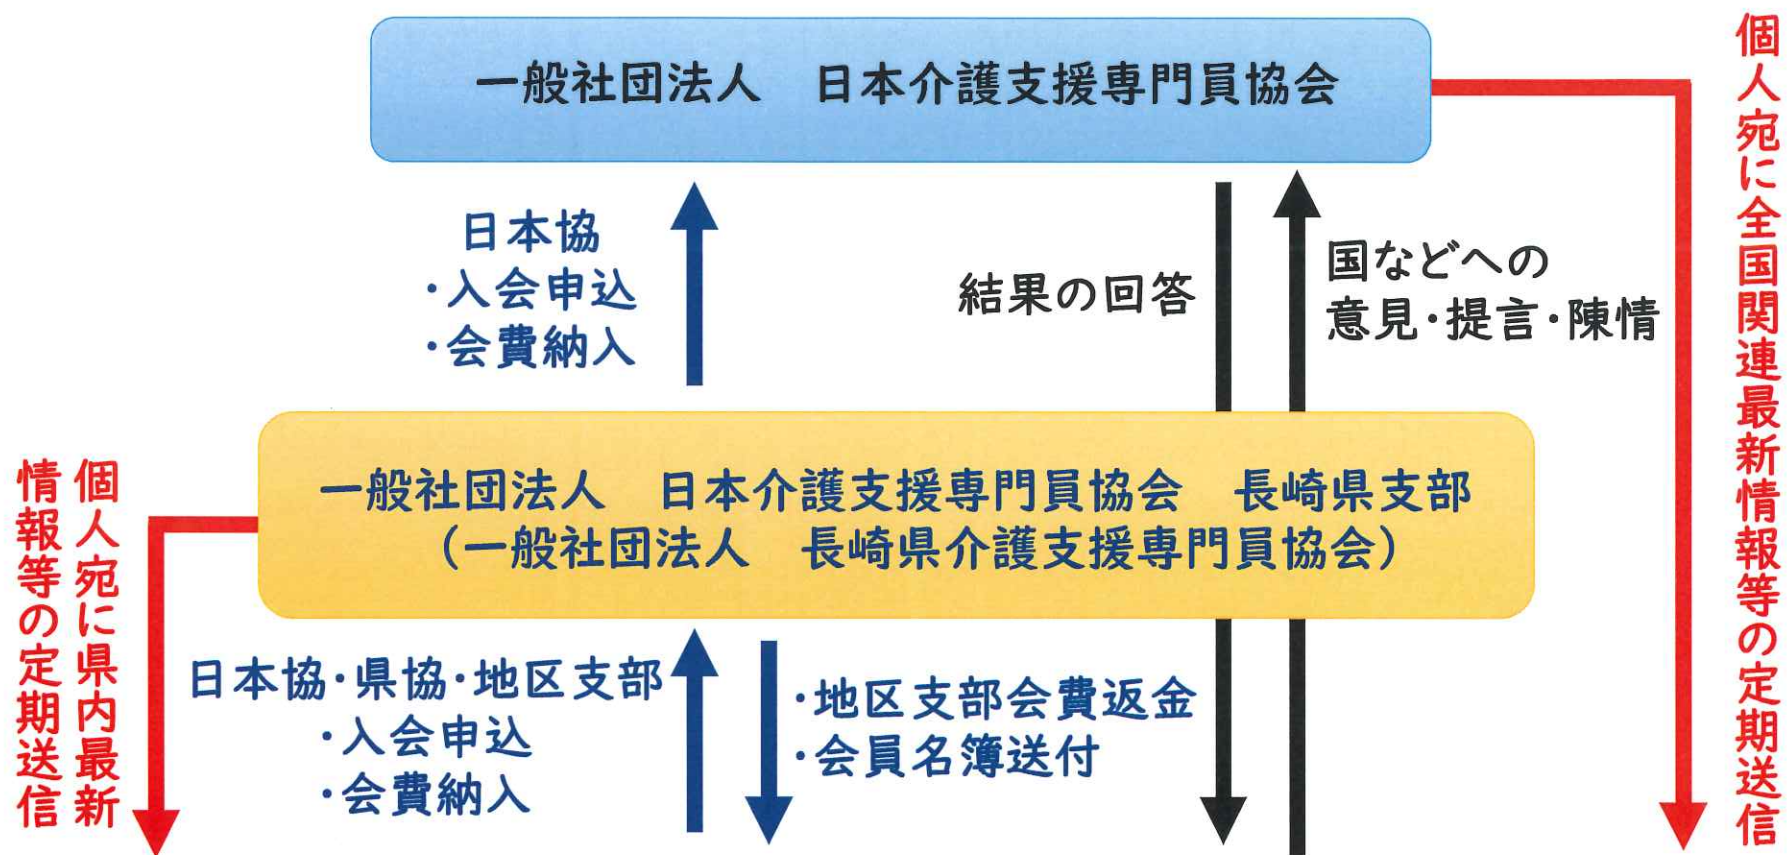 一般社団法人　日本介護支援専門員協会
日本協
・入会申込
・会費納入
結果の回答
国などへの
意見・提言・陳情
個人宛に全国関連最新情報等の定期送信
一般社団法人　日本介護支援専門員協会　長崎県支部
（一般社団法人　長崎県介護支援専門員協会）
個人宛に県内最新
情報等の定期送信
日本協・県協・地区支部
・入会申込
・会費納入
・地区支部会費返金
・会員名簿送付